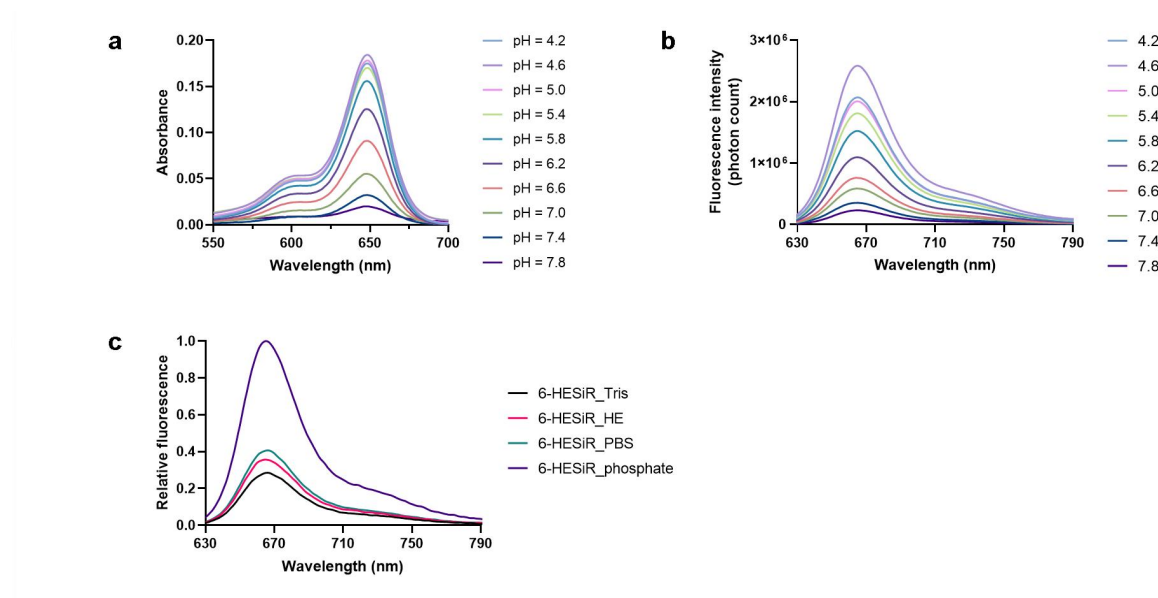 a
0.20
0.15
0.10
0.05
0.00
Absorbance
550
600
650
700
Wavelength (nm)
pH = 4.2
pH = 4.6
pH = 5.0
pH = 5.4
pH = 5.8
pH = 6.2
pH = 6.6
pH = 7.0
pH = 7.4
pH = 7.8
b
3×10⁶
2×10⁶
1×10⁶
0
Fluorescence intensity
(photon count)
630
670
710
750
790
Wavelength (nm)
4.2
4.6
5.0
5.4
5.8
6.2
6.6
7.0
7.4
7.8
c
1.0
0.8
0.6
0.4
0.2
0.0
Relative fluorescence
630
670
710
750
790
Wavelength (nm)
6-HESiR_Tris
6-HESiR_HE
6-HESiR_PBS
6-HESiR_phosphate